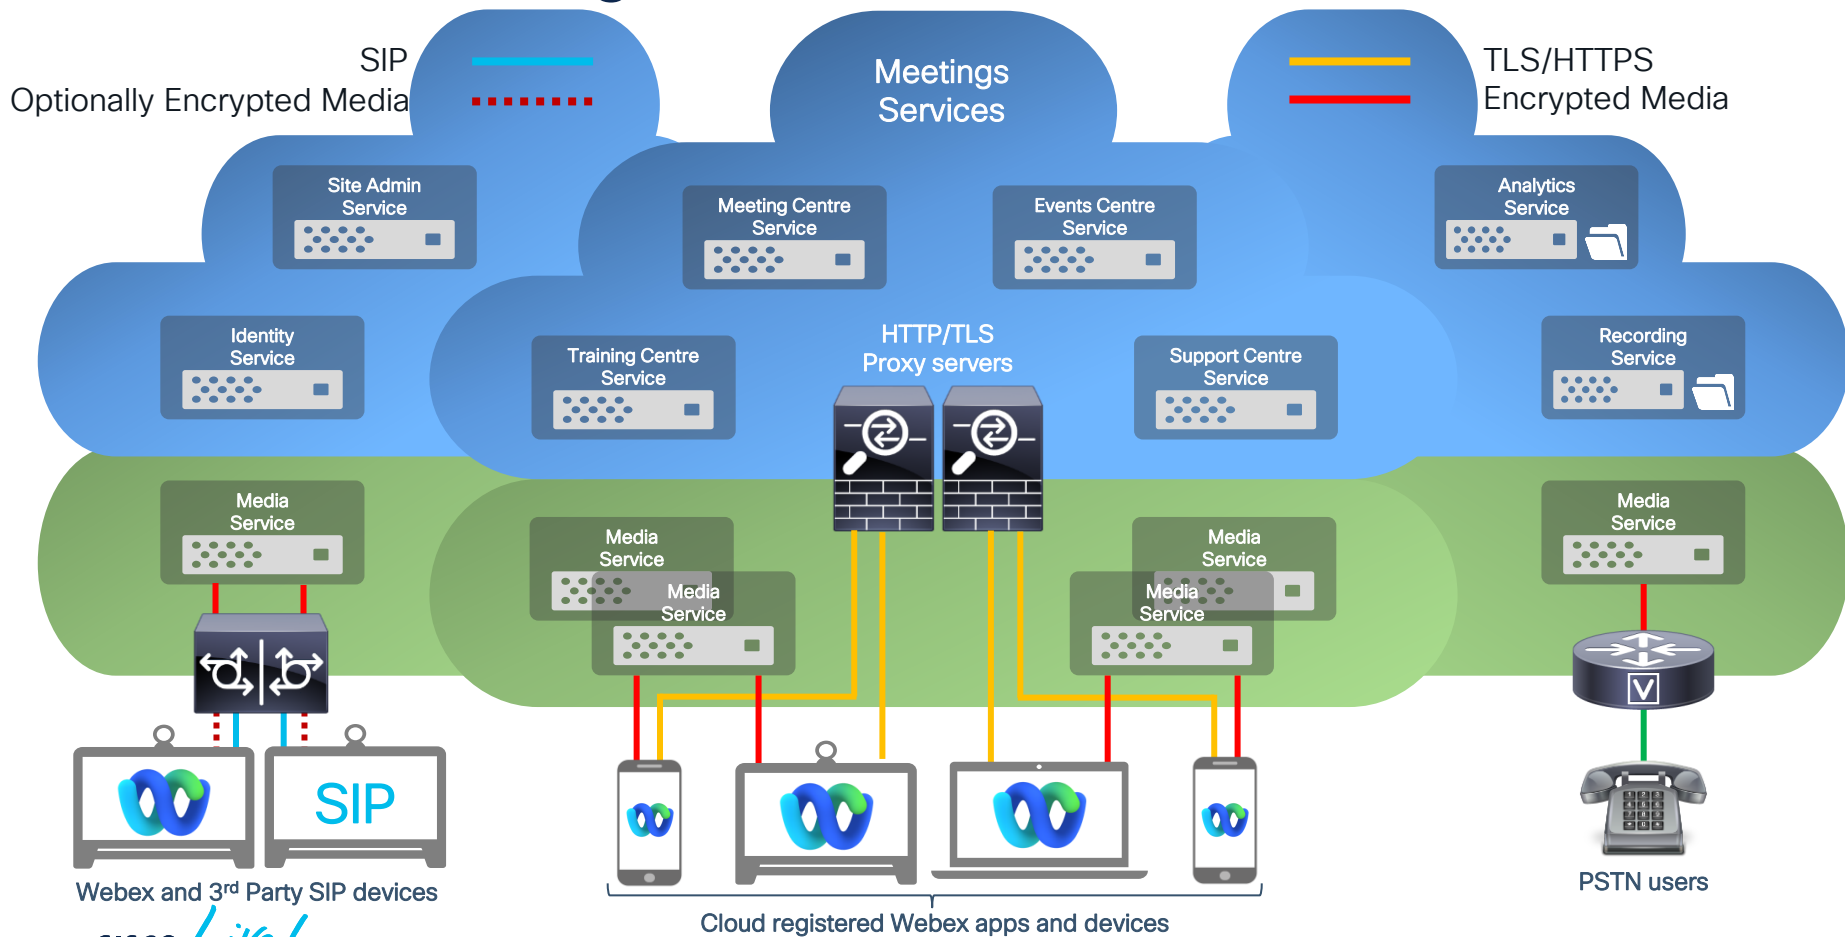 SIP
Optionally Encrypted Media
Meetings
Services
TLS/HTTPS
Encrypted Media
Site Admin
Service
Meeting Centre
Service
Events Centre
Service
Analytics
Service
Identity
Service
Training Centre
Service
HTTP/TLS
Proxy servers
Support Centre
Service
Recording
Service
Media
Service
Media
Service
Media
Service
Media
Service
Media
Service
Media
Service
V
SIP
Webex and 3rd Party SIP devices
Cloud registered Webex apps and devices
PSTN users